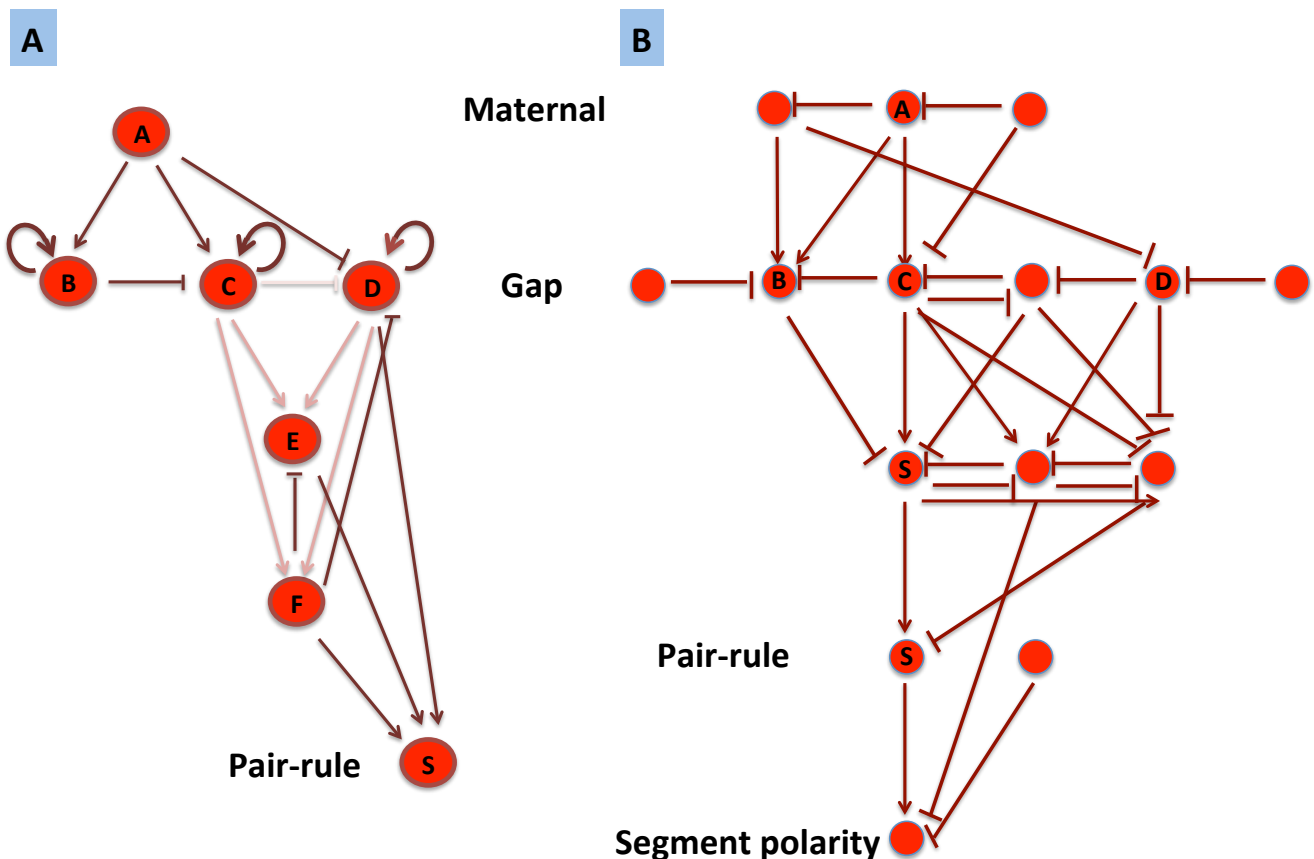 A
B
Maternal
A
A
Gap
B
C
D
B
C
D
E
S
F
Pair-rule
S
Pair-rule
S
Segment polarity